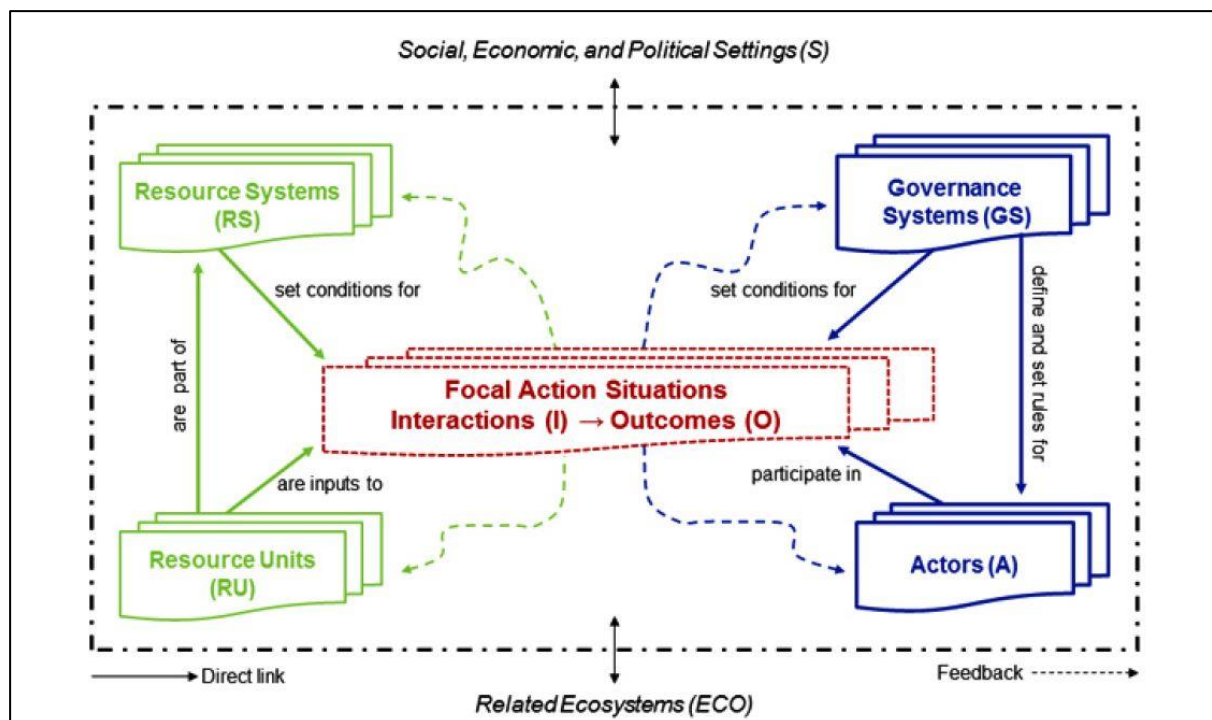 Social, Economic, and Political Settings (S)
Resource Systems
(RS)
Governance
Systems (GS)
set conditions for
set conditions for
are part of
define and set rules for
Focal Action Situations
Interactions (I) → Outcomes (O)
are inputs to
participate in
Resource Units
(RU)
Actors (A)
Direct link
Feedback
Related Ecosystems (ECO)